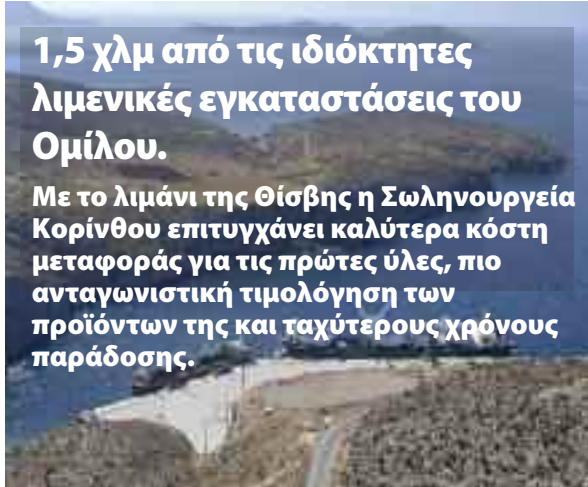 1,5 χλμ από τις ιδιόκτητες
λιμενικές εγκαταστάσεις του
Ομίλου.
Με το λιμάνι της Θίσβης η Σωληνουργεία
Κορίνθου επιτυγχάνει καλύτερα κόστη
μεταφοράς για τις πρώτες ύλες, πιο
ανταγωνιστική τιμολόγηση των
προϊόντων της και ταχύτερους χρόνους
παράδοσης.